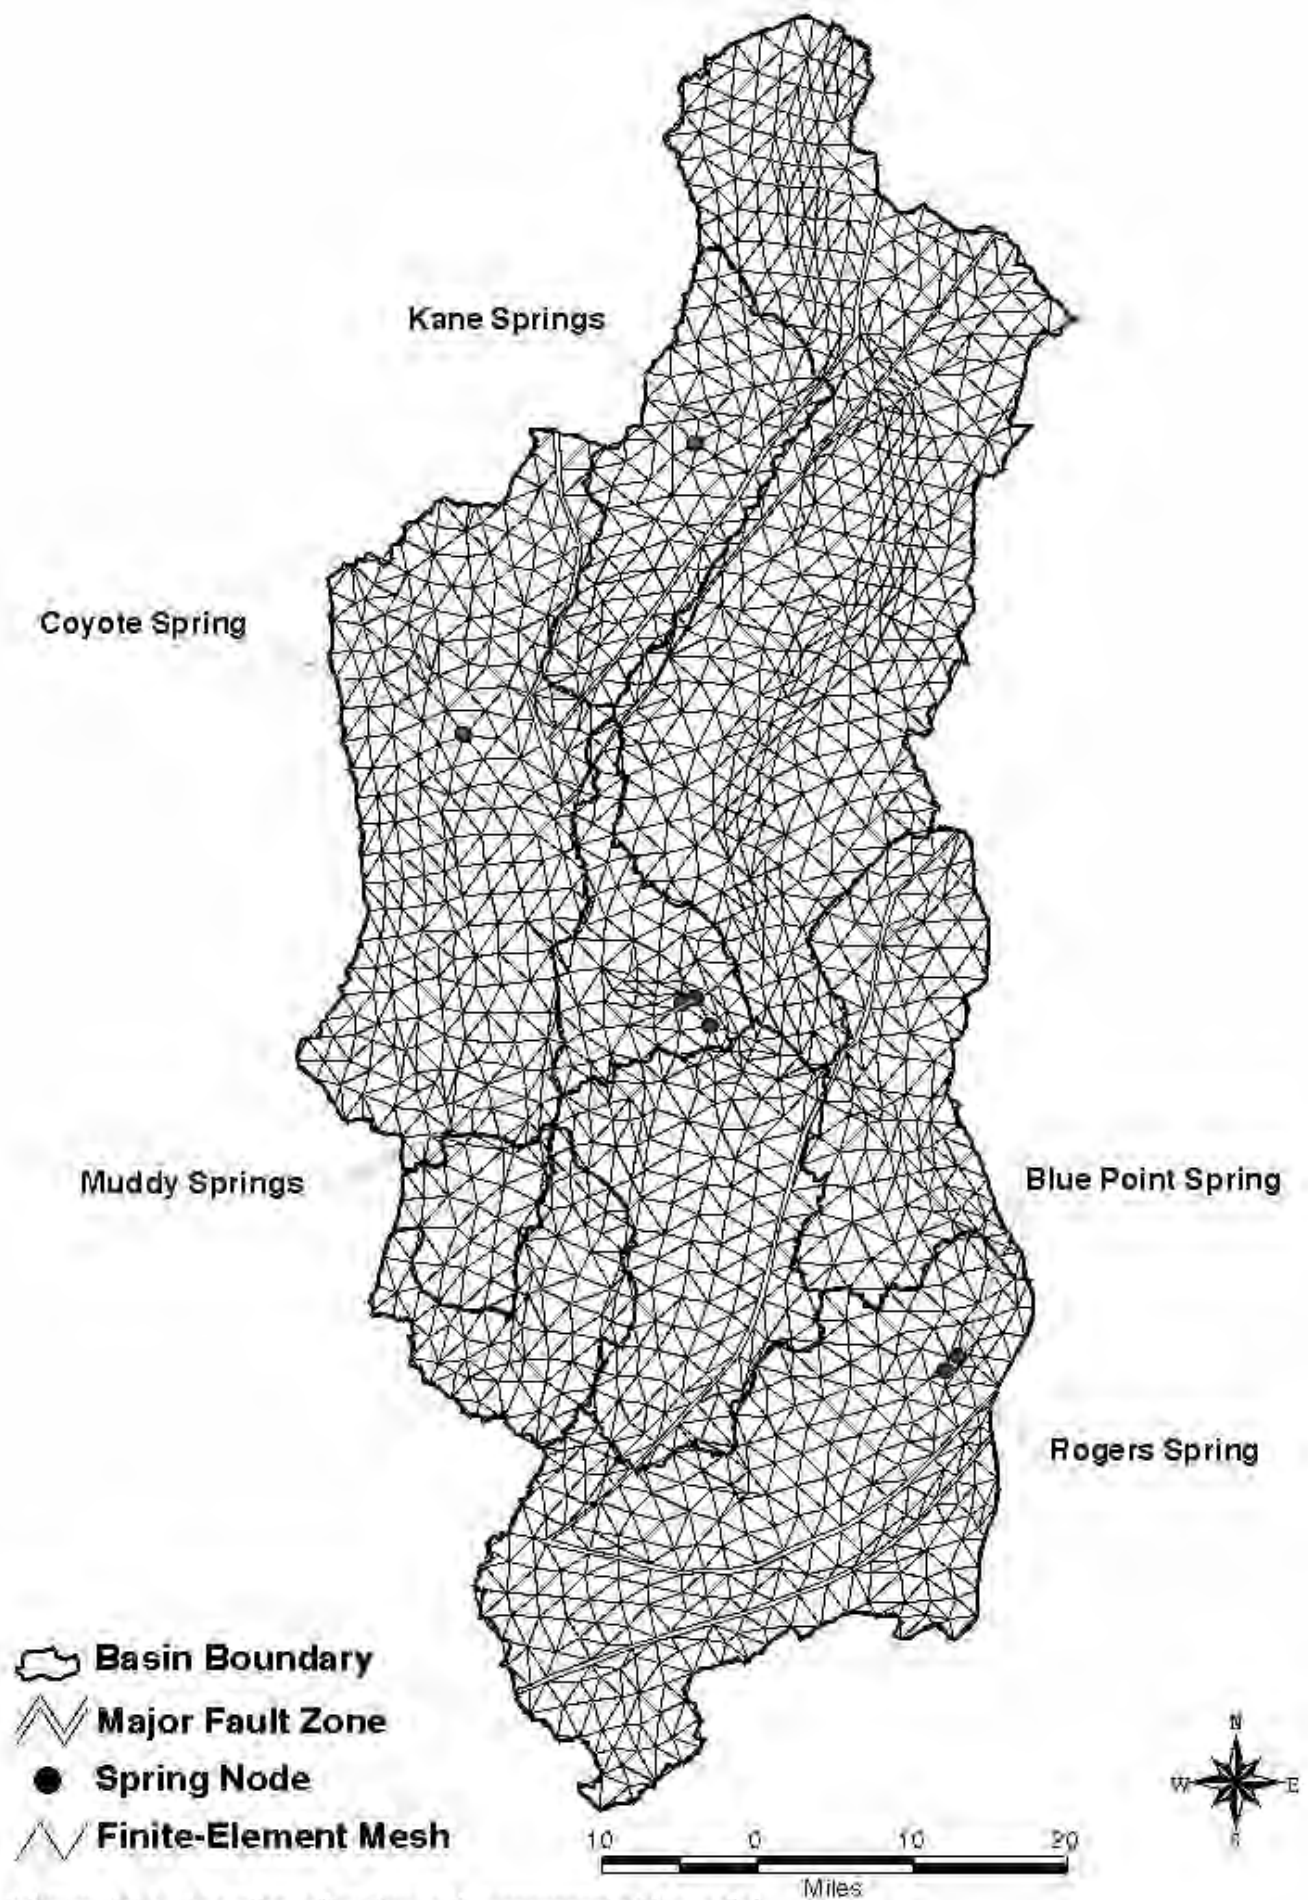 Kane Springs
Coyote Spring
Muddy Springs
Blue Point Spring
Rogers Spring
Basin Boundary
Major Fault Zone
Spring Node
Finite-Element Mesh
N
W E
S
10 0 10 20
Miles